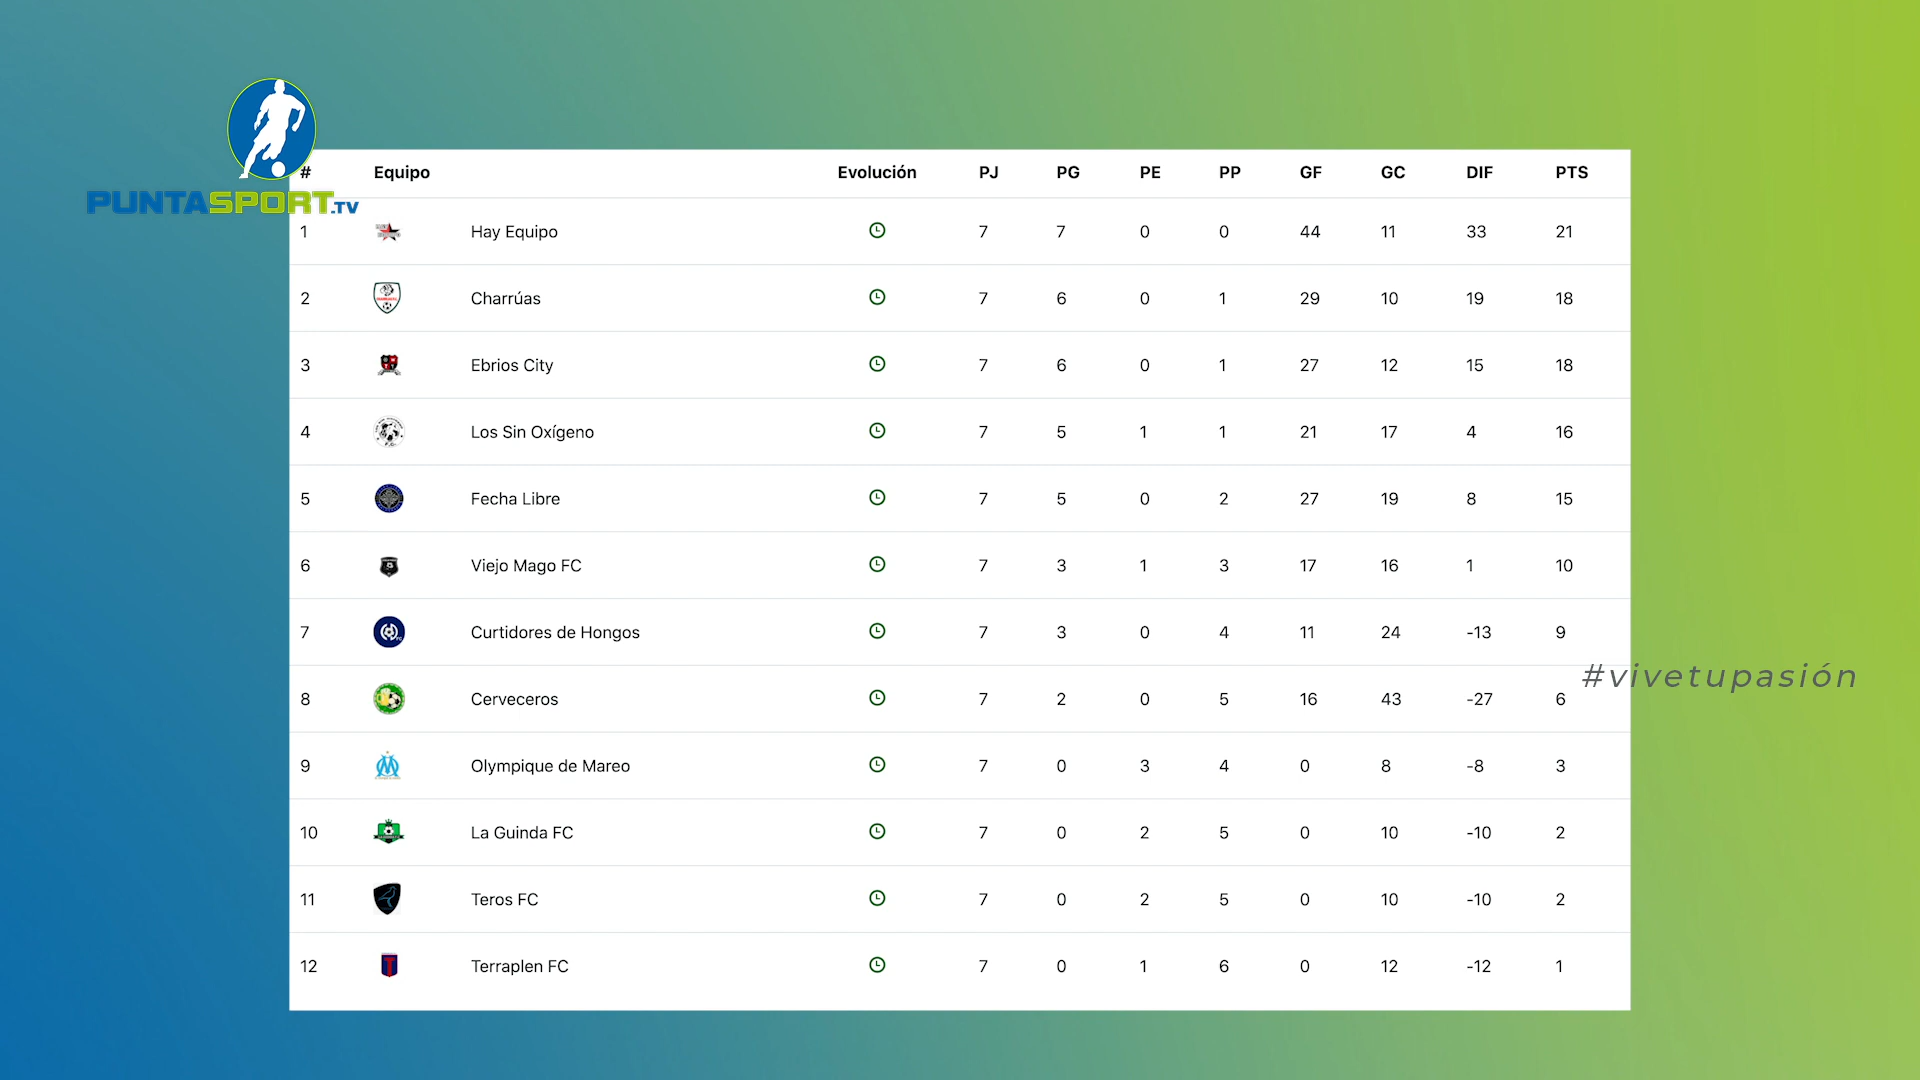 PUNTASPORT.TV
# Equipo Evolución PJ PG PE PP GF GC DIF PTS
1 Hay Equipo 7 7 0 0 44 11 33 21
2 Charrúas 7 6 0 1 29 10 19 18
3 Ebrios City 7 6 0 1 27 12 15 18
4 Los Sin Oxígeno 7 5 1 1 21 17 4 16
5 Fecha Libre 7 5 0 2 27 19 8 15
6 Viejo Mago FC 7 3 1 3 17 16 1 10
7 Curtidores de Hongos 7 3 0 4 11 24 -13 9
#vivetupasión
8 Cerveceros 7 2 0 5 16 43 -27 6
9 Olympique de Mareo 7 0 3 4 0 8 -8 3
10 La Guinda FC 7 0 2 5 0 10 -10 2
11 Teros FC 7 0 2 5 0 10 -10 2
12 Terraplen FC 7 0 1 6 0 12 -12 1